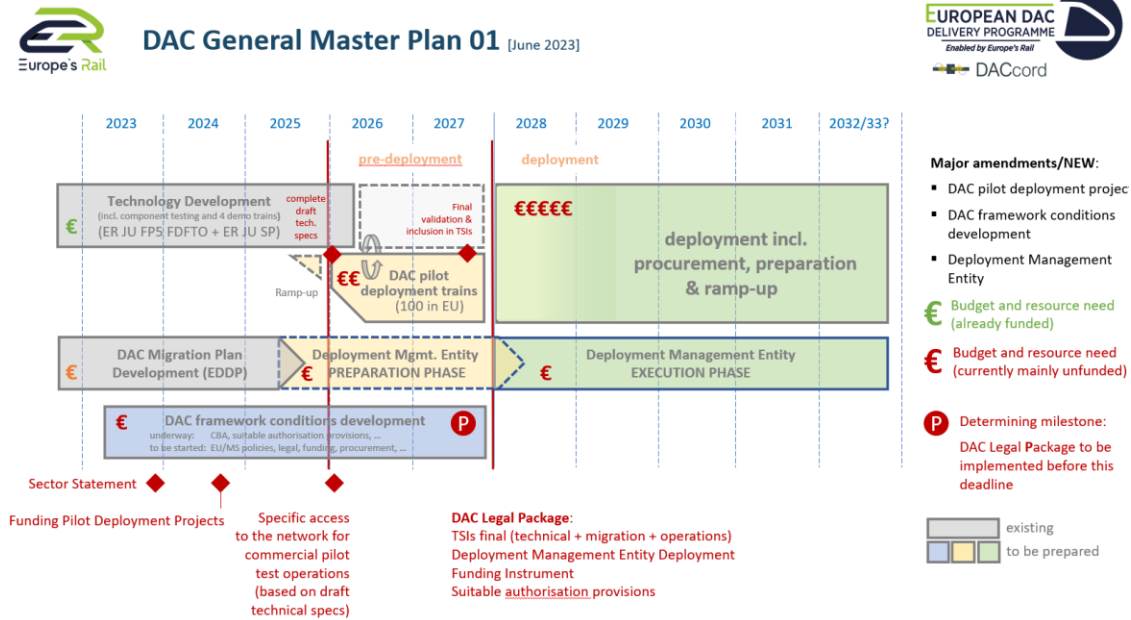 Europe's Rail
DAC General Master Plan 01 [June 2023]
EUROPEAN DAC
DELIVERY PROGRAMME
Enabled by Europe's Rail
DACcord
2023 2024 2025 2026 2027 2028 2029 2030 2031 2032/33?
pre-deployment deployment
Technology Development
(incl. component testing and 4 demo trains)
(ER JU FP5 FDFTO + ER JU SP)
€
complete
draft
tech.
specs
Final
validation &
inclusion in TSIs
€€€€€
deployment incl.
procurement, preparation
& ramp-up
Ramp-up
€€
DAC pilot
deployment trains
(100 in EU)
€
DAC Migration Plan
Development (EDDP)
Deployment Mgmt. Entity
€ PREPARATION PHASE
Deployment Management Entity
€ EXECUTION PHASE
€ DAC framework conditions development P
underway: CBA, suitable authorisation provisions, ...
to be started: EU/MS policies, legal, funding, procurement, ...
Sector Statement
Funding Pilot Deployment Projects
Specific access
to the network for
commercial pilot
test operations
(based on draft
technical specs)
DAC Legal Package:
TSIs final (technical + migration + operations)
Deployment Management Entity Deployment
Funding Instrument
Suitable authorisation provisions
Major amendments/NEW:
▪ DAC pilot deployment projec
▪ DAC framework conditions
development
▪ Deployment Management
Entity
€ Budget and resource need
(already funded)
€ Budget and resource need
(currently mainly unfunded)
P Determining milestone:
DAC Legal Package to be
implemented before this
deadline
existing
to be prepared